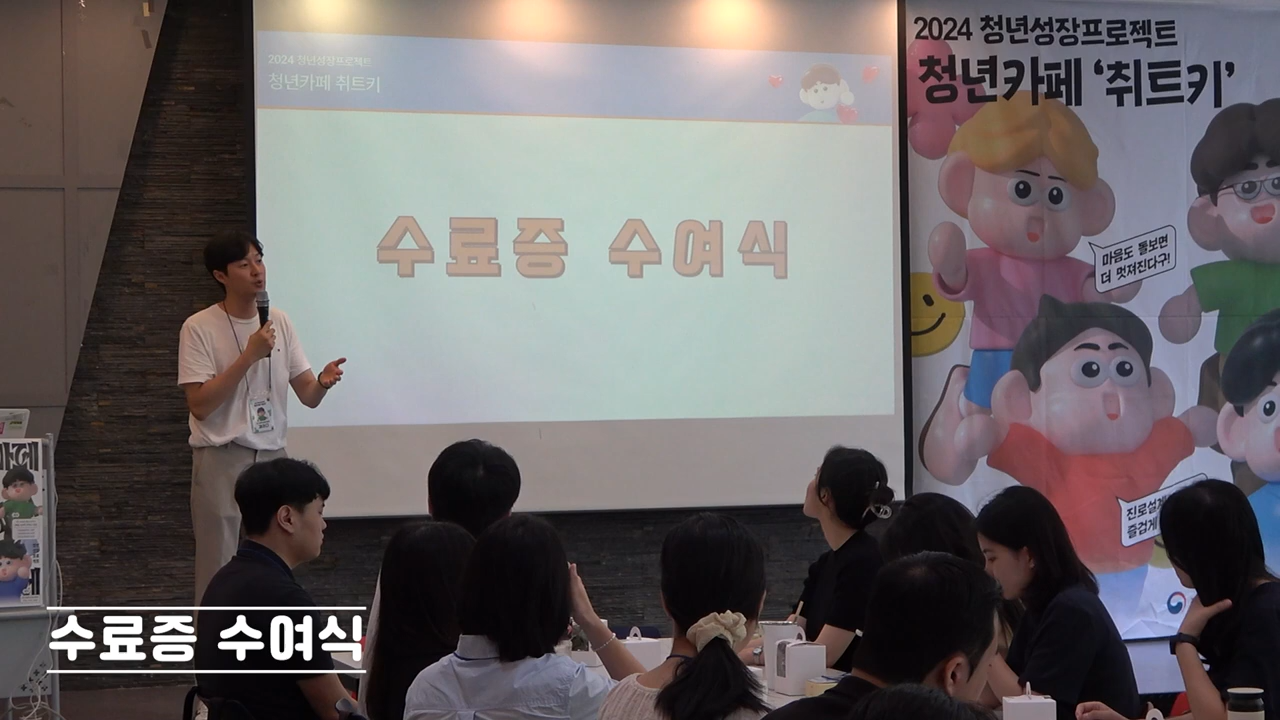 2024 청년성장프로젝트
청년카페 취트키
수료증 수여식
2024 청년성장프로젝트
청년카페 ‘취트키’
마음도 돌보면
더 멋져진다구!
진로설계
즐겁게
수료증 수여식